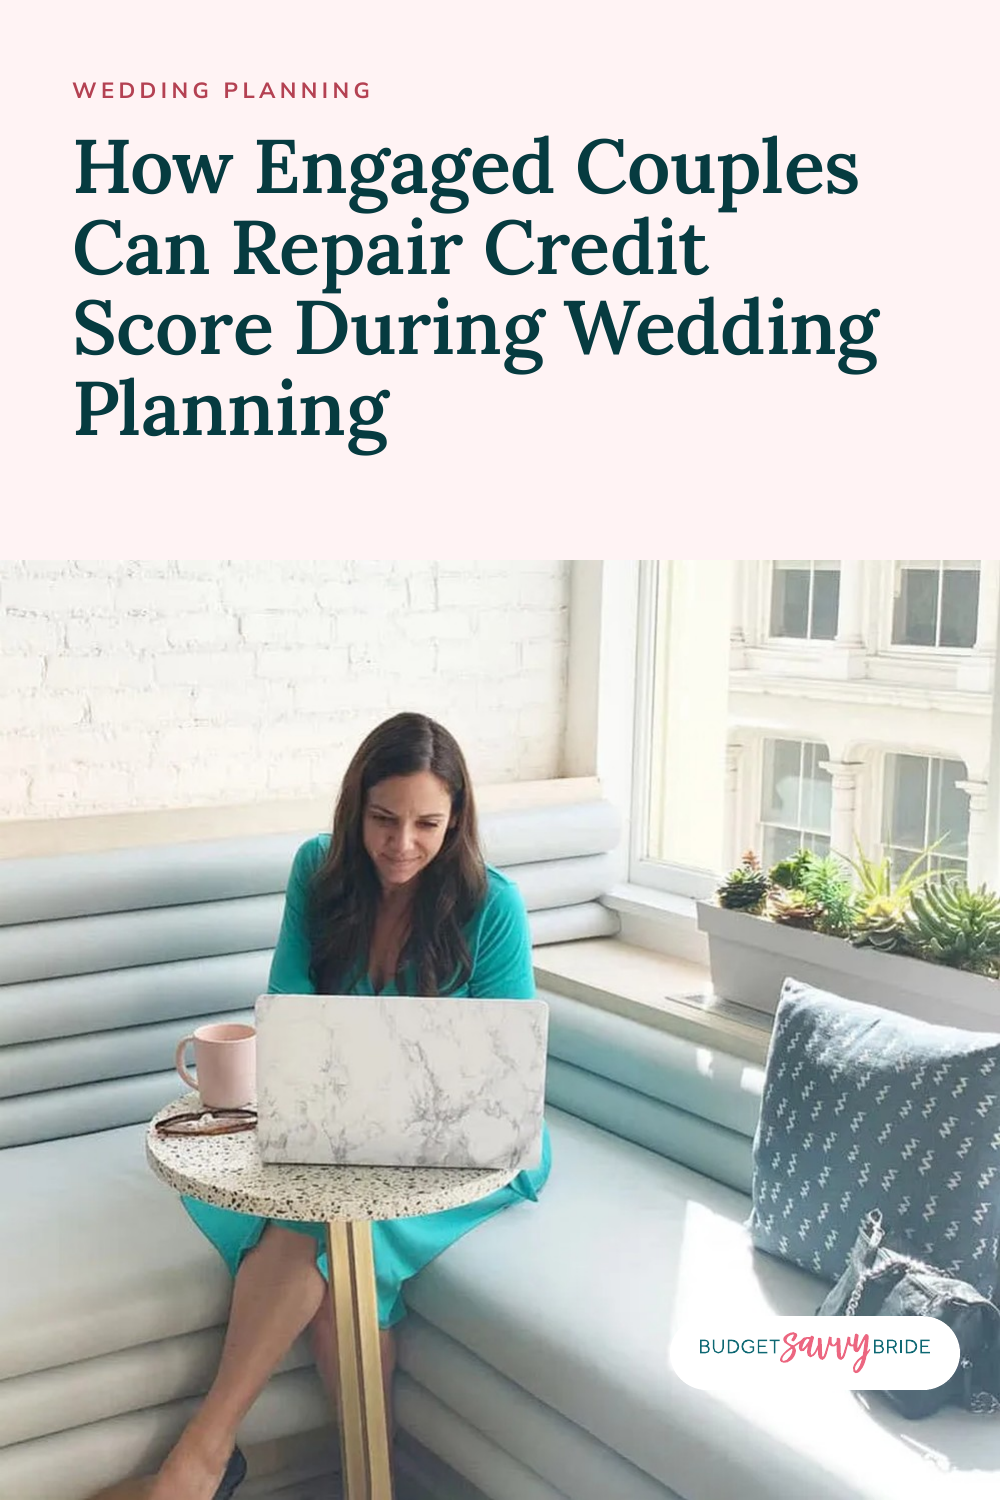 WEDDING PLANNING
How Engaged Couples
Can Repair Credit
Score During Wedding
Planning
BUDGET savvy BRIDE